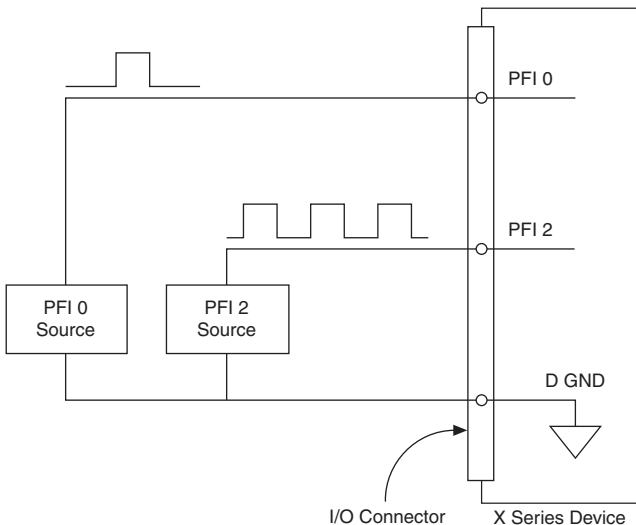 PFI 0
PFI 2
PFI 0
Source
PFI 2
Source
D GND
I/O Connector
X Series Device